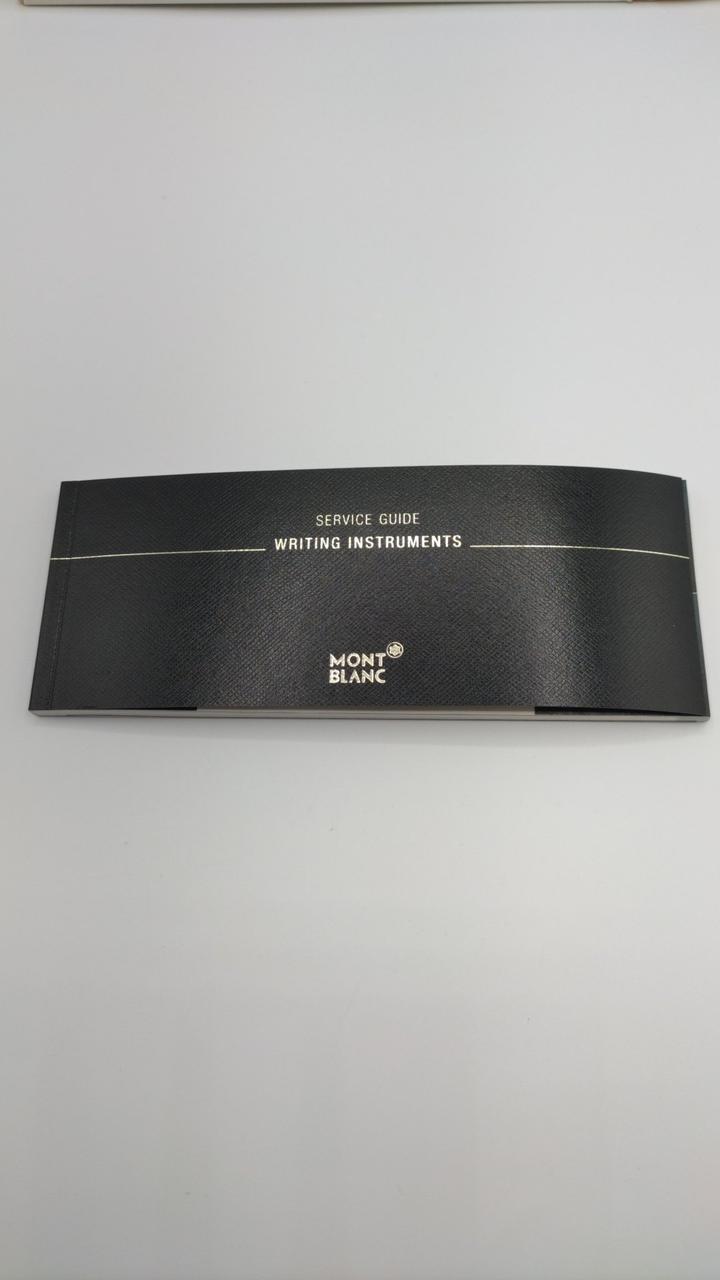 SERVICE GUIDE
WRITING INSTRUMENTS
MONT
BLANC